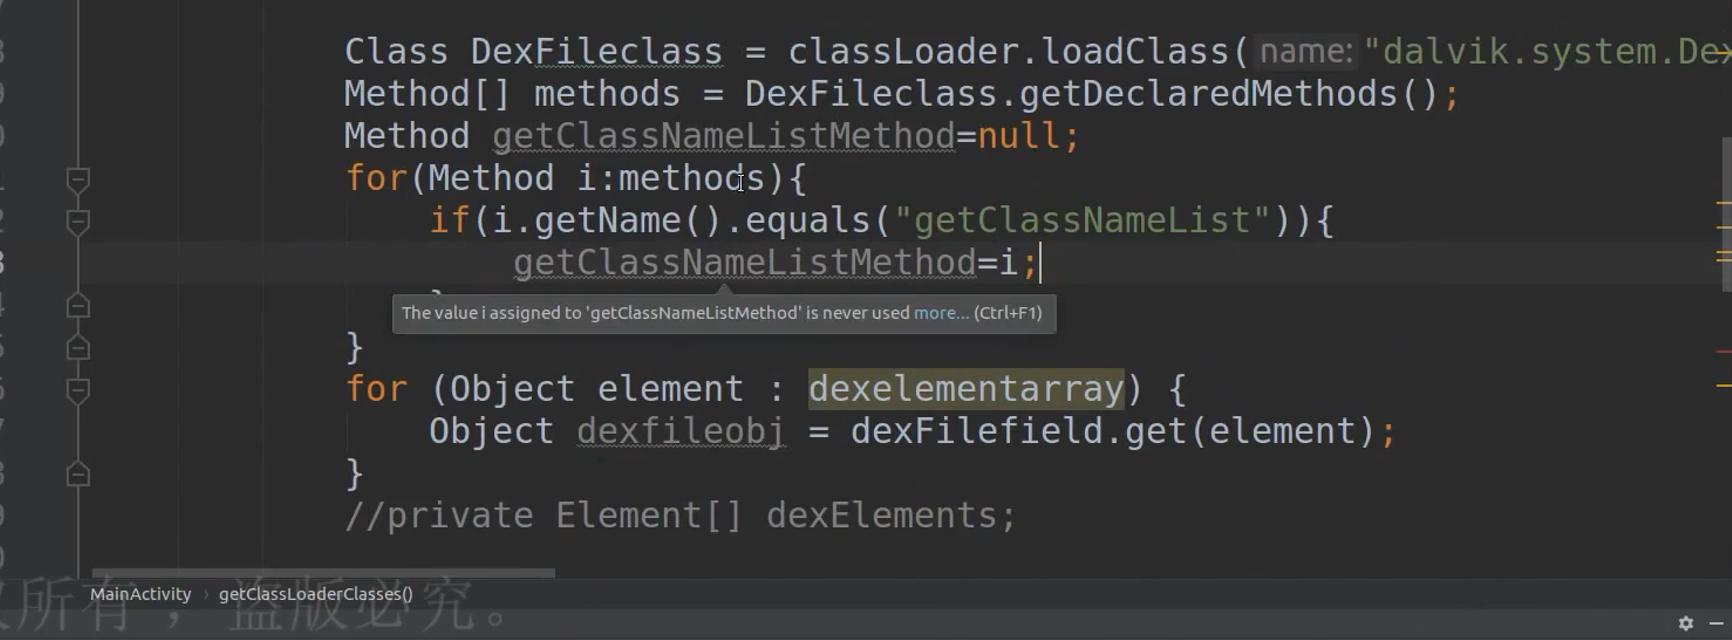 Class DexFileclass = classLoader.loadClass( name: "dalvik.system.De
Method[] methods = DexFileclass.getDeclaredMethods();
Method getClassNameListMethod=null;
for(Method i:methods){
if(i.getName().equals("getClassNameList")){
getClassNameListMethod=i;
The value i assigned to 'getClassNameListMethod' is never used more... (Ctrl+F1)
}
for (Object element : dexelementarray) {
Object dexfileobj = dexFilefield.get(element);
}
//private Element[] dexElements;
MainActivity › getClassLoaderClasses()
所有，盗版必究。